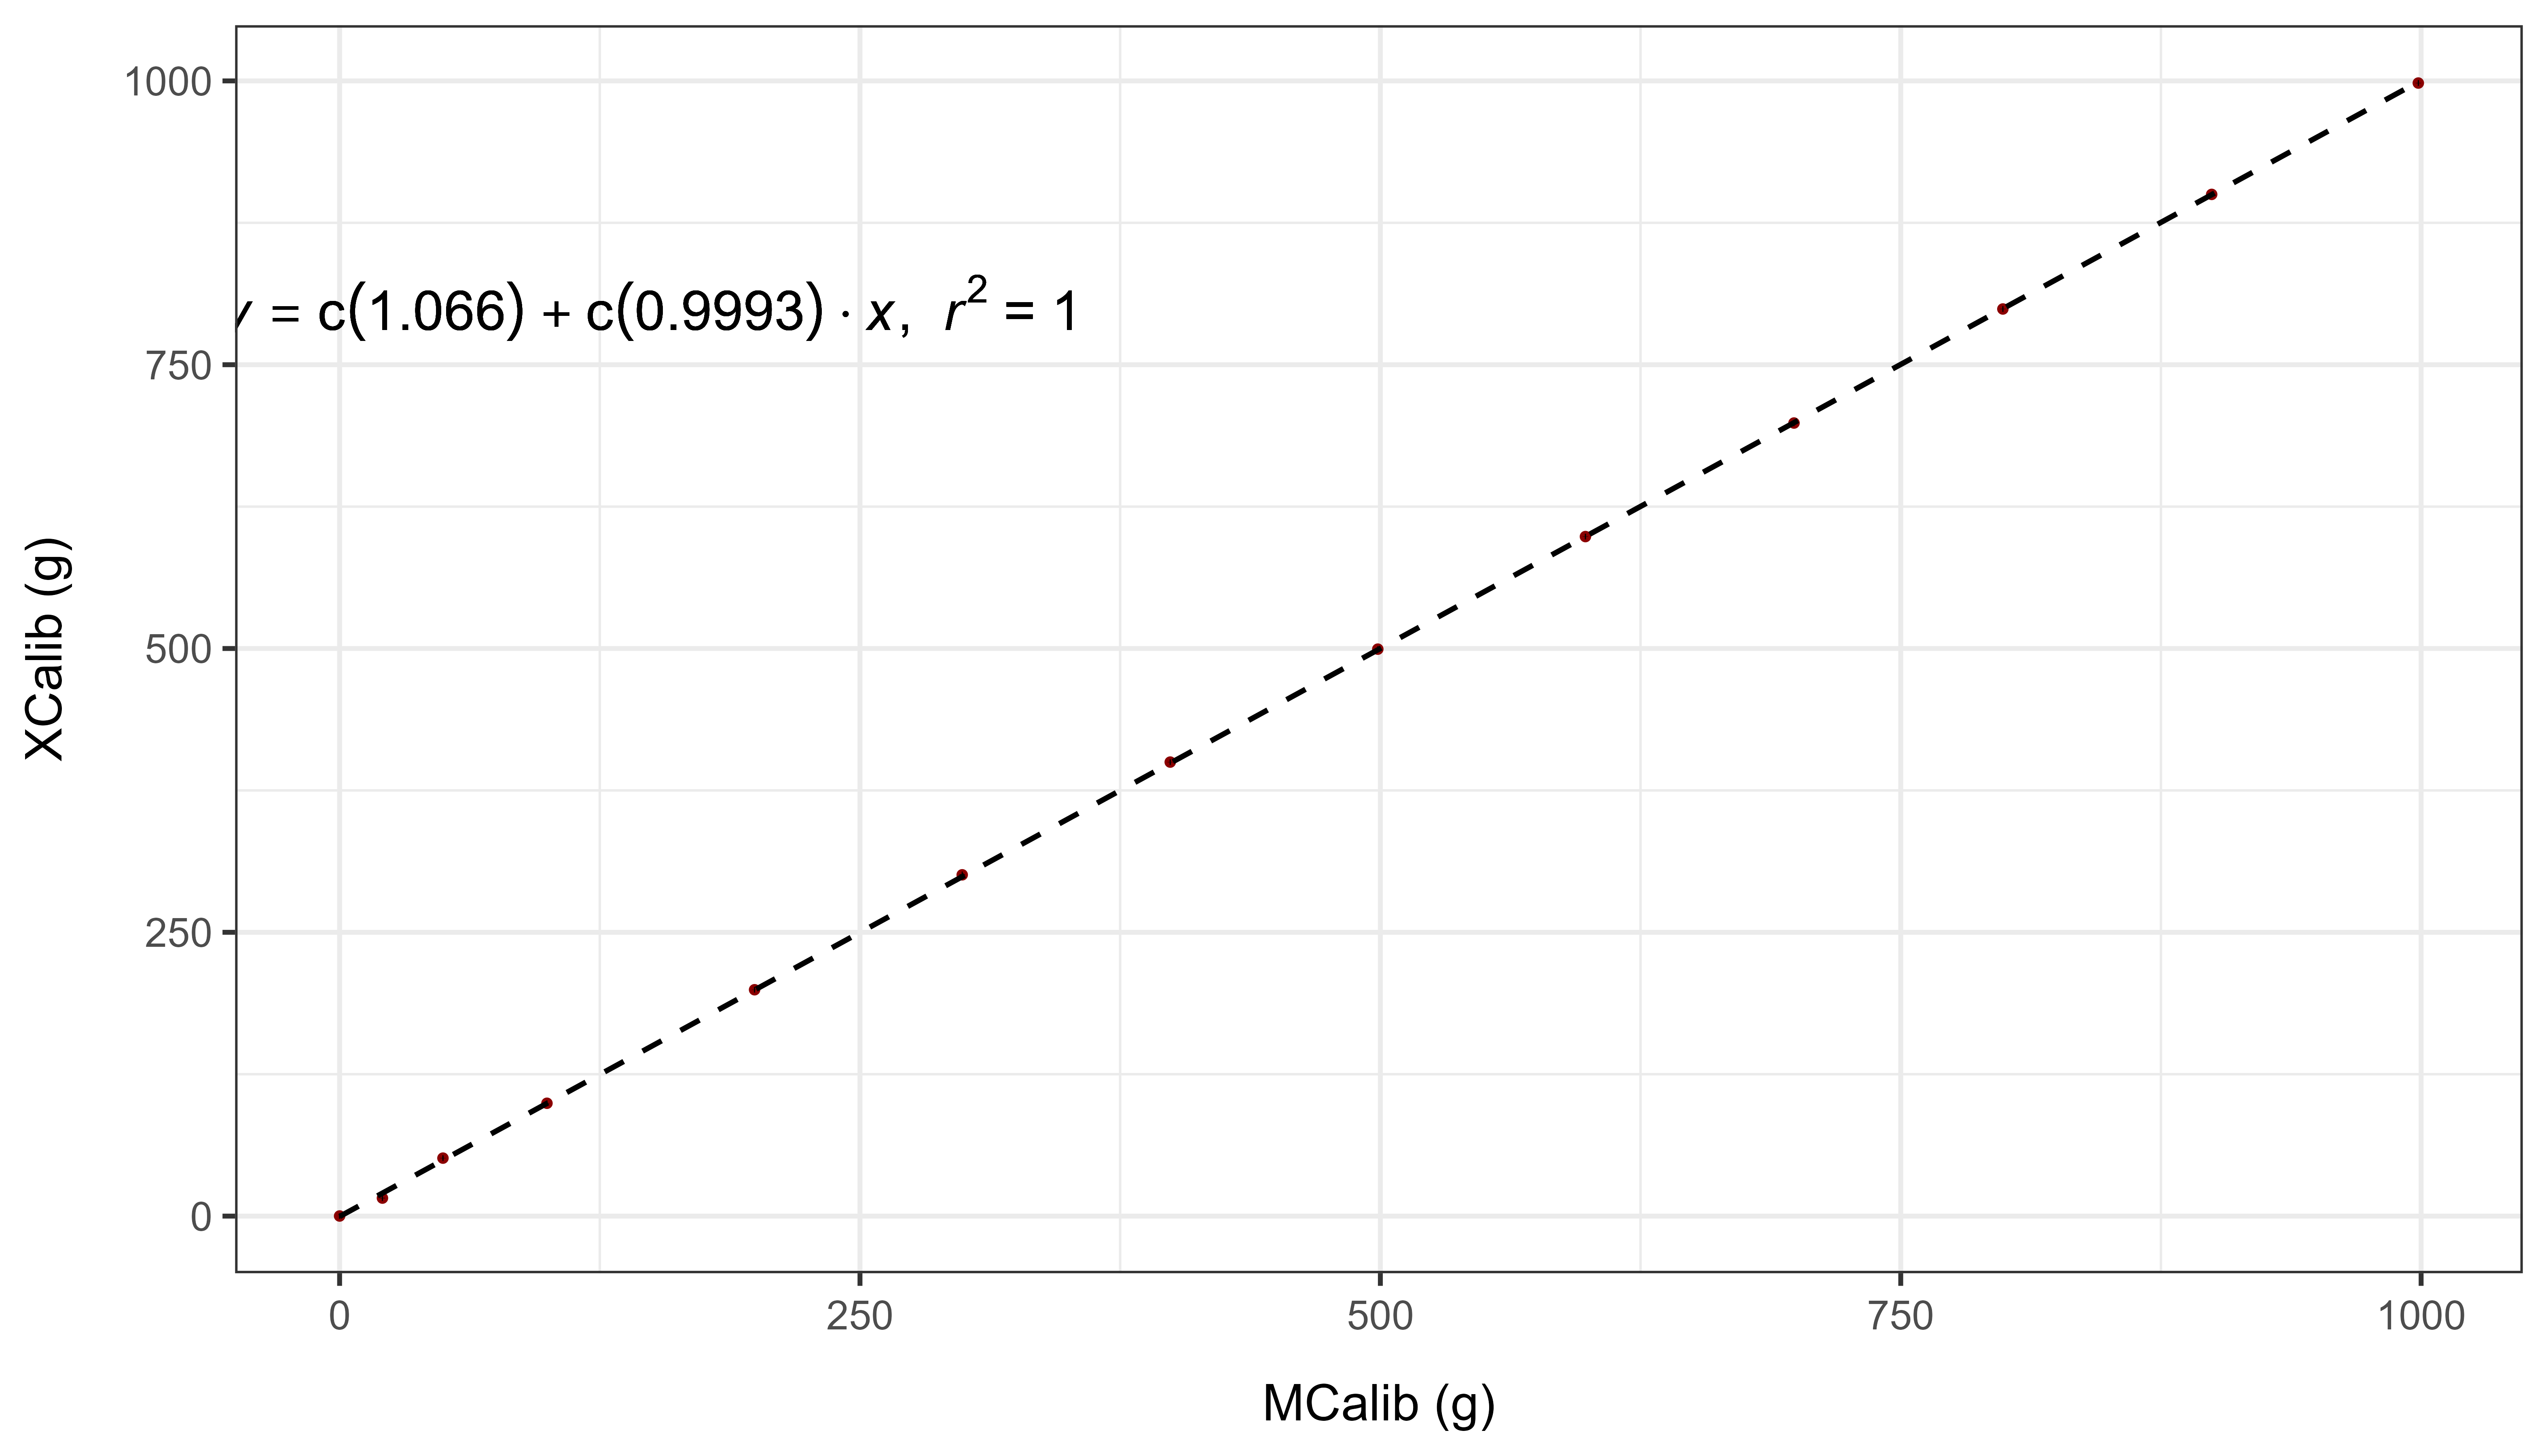 1000
y = c(1.066) + c(0.9993) · x, r² = 1
750
500
250
0
XCalib (g)
0 250 500 750 1000
MCalib (g)